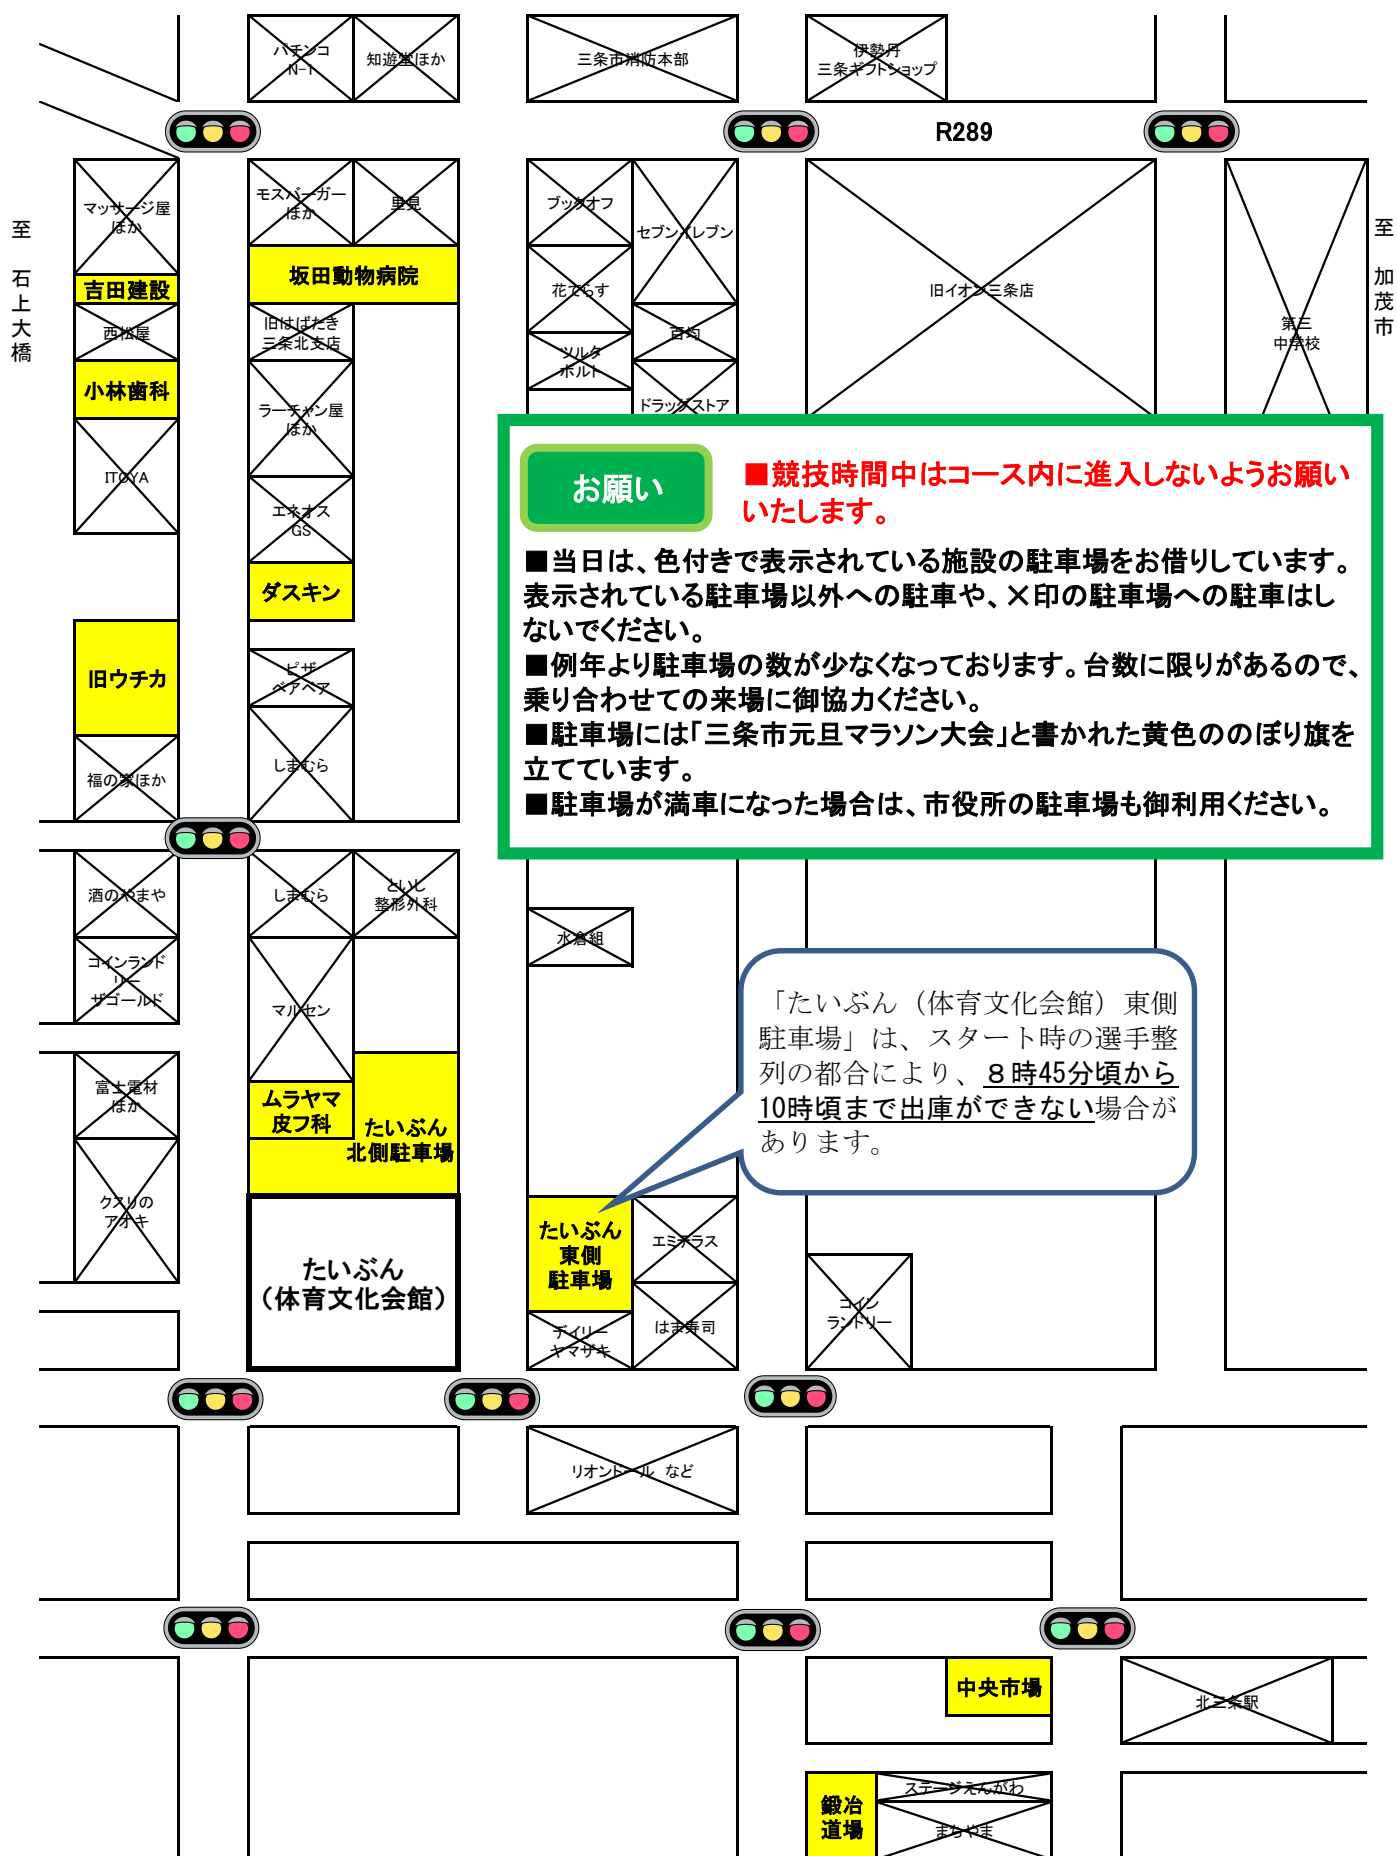 パチンコ
N-1
知遊堂ほか
三条市消防本部
伊勢丹
三条ギフトショップ
R289
至　石上大橋
至　加茂市
マッサージ屋
ほか
吉田建設
西松屋
小林歯科
ITOYA
旧ウチカ
福の家ほか
モスバーガー
ほか
里見
坂田動物病院
旧はばたき
三条北支店
ラーチャン屋
ほか
エネオス
GS
ダスキン
ピザ
ベアベア
しまむら
ブックオフ
セブンイレブン
花てらす
百均
ツルタ
ボルト
ドラッグストア
旧イオン三条店
第三
中学校
お願い
■競技時間中はコース内に進入しないようお願い
いたします。
■当日は、色付きで表示されている施設の駐車場をお借りしています。
表示されている駐車場以外への駐車や、×印の駐車場への駐車はし
ないでください。
■例年より駐車場の数が少なくなっております。台数に限りがあるので、
乗り合わせての来場に御協力ください。
■駐車場には「三条市元旦マラソン大会」と書かれた黄色ののぼり旗を
立てています。
■駐車場が満車になった場合は、市役所の駐車場も御利用ください。
酒のやまや
コインランド
リー
ザゴールド
富士電材
ほか
クスリの
アオキ
しまむら
といし
整形外科
マルセン
ムラヤマ
皮フ科
たいぶん
北側駐車場
たいぶん
（体育文化会館）
水倉組
「たいぶん（体育文化会館）東側
駐車場」は、スタート時の選手整
列の都合により、８時45分頃から
10時頃まで出庫ができない場合が
あります。
たいぶん
東側
駐車場
エミテラス
デイリー
ヤマザキ
はま寿司
コイン
ランドリー
リオンドール　など
中央市場
北三条駅
鍛冶
道場
ステージえんがわ
まちやま